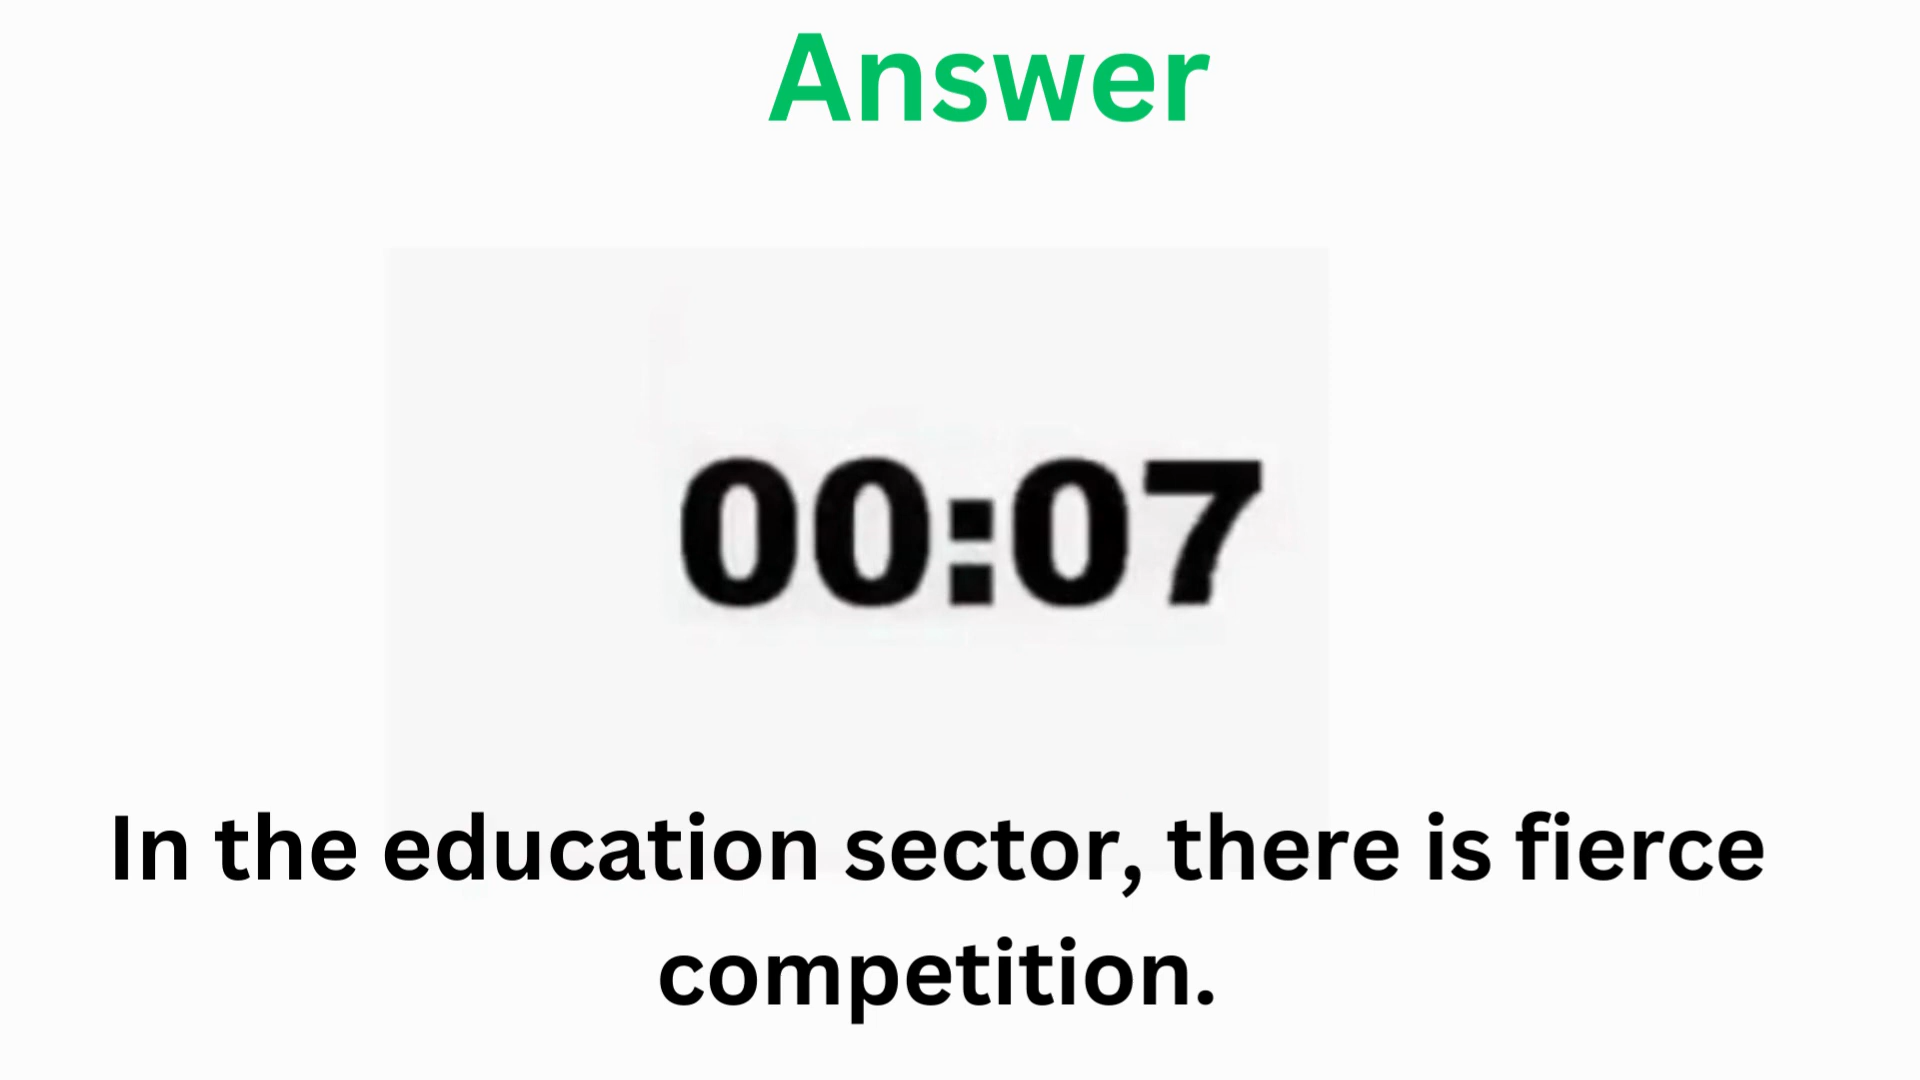 Answer
00:07
In the education sector, there is fierce
competition.